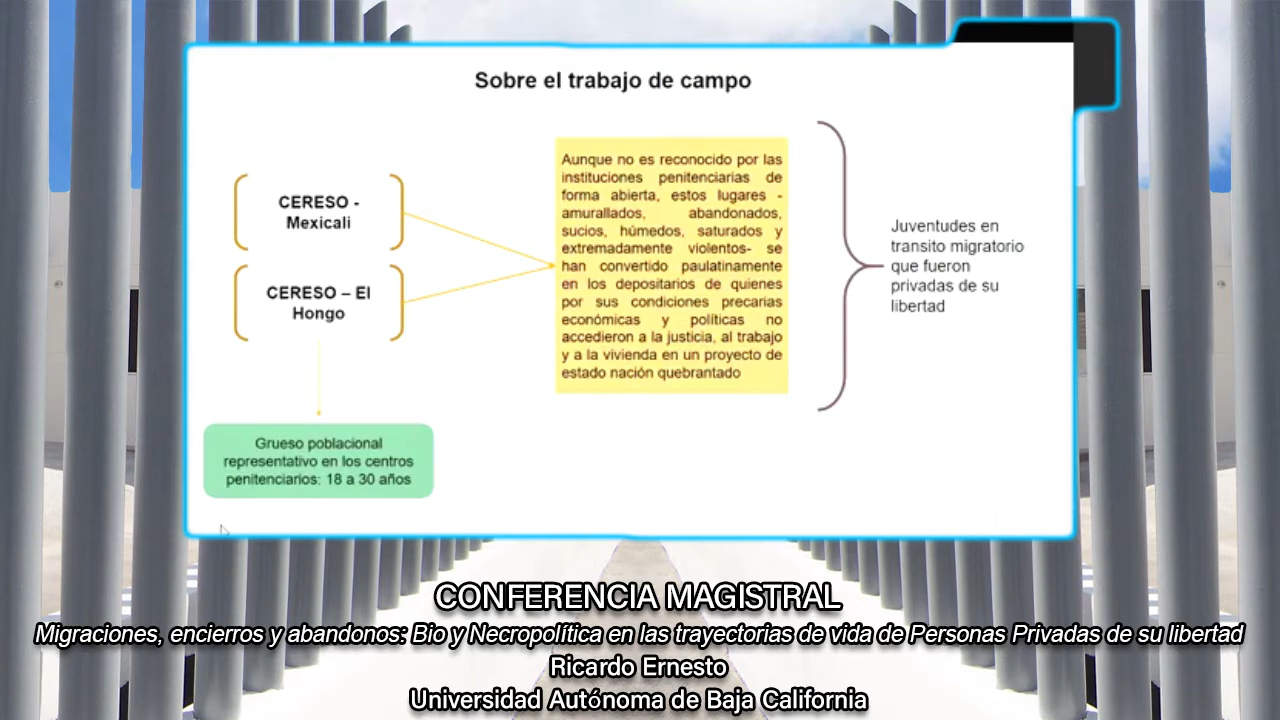 Sobre el trabajo de campo
CERESO -
Mexicali
CERESO – El
Hongo
Grueso poblacional
representativo en los centros
penitenciarios: 18 a 30 años
Aunque no es reconocido por las
instituciones penitenciarias de
forma abierta, estos lugares -
amurallados, abandonados,
sucios, húmedos, saturados y
extremadamente violentos- se
han convertido paulatinamente
en los depositarios de quienes
por sus condiciones precarias
económicas y políticas no
accedieron a la justicia, al trabajo
y a la vivienda en un proyecto de
estado nación quebrantado
Juventudes en
transito migratorio
que fueron
privadas de su
libertad
CONFERENCIA MAGISTRAL
Migraciones, encierros y abandonos: Bio y Necropolítica en las trayectorias de vida de Personas Privadas de su libertad
Ricardo Ernesto
Universidad Autónoma de Baja California